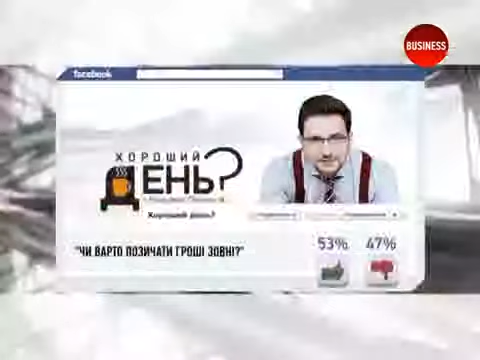 BUSINESS
facebook
ХОРОШИЙ
ДЕНЬ?
Хороший день?
53% 47%
"ЧИ ВАРТО ПОЗИЧАТИ ГРОШІ ЗОВНІ?"